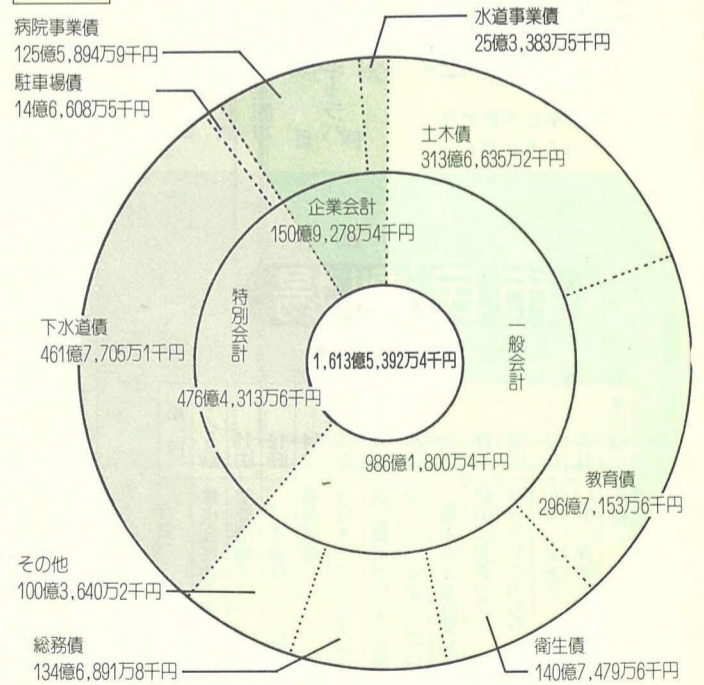 病院事業債
125億5,894万9千円
駐車場債
14億6,608万5千円
水道事業債
25億3,383万5千円
土木債
313億6,635万2千円
企業会計
150億9,278万4千円
特別会計
476億4,313万6千円
下水道債
461億7,705万1千円
1,613億5,392万4千円
一般会計
986億1,800万4千円
教育債
296億7,153万6千円
その他
100億3,640万2千円
総務債
134億6,891万8千円
衛生債
140億7,479万6千円